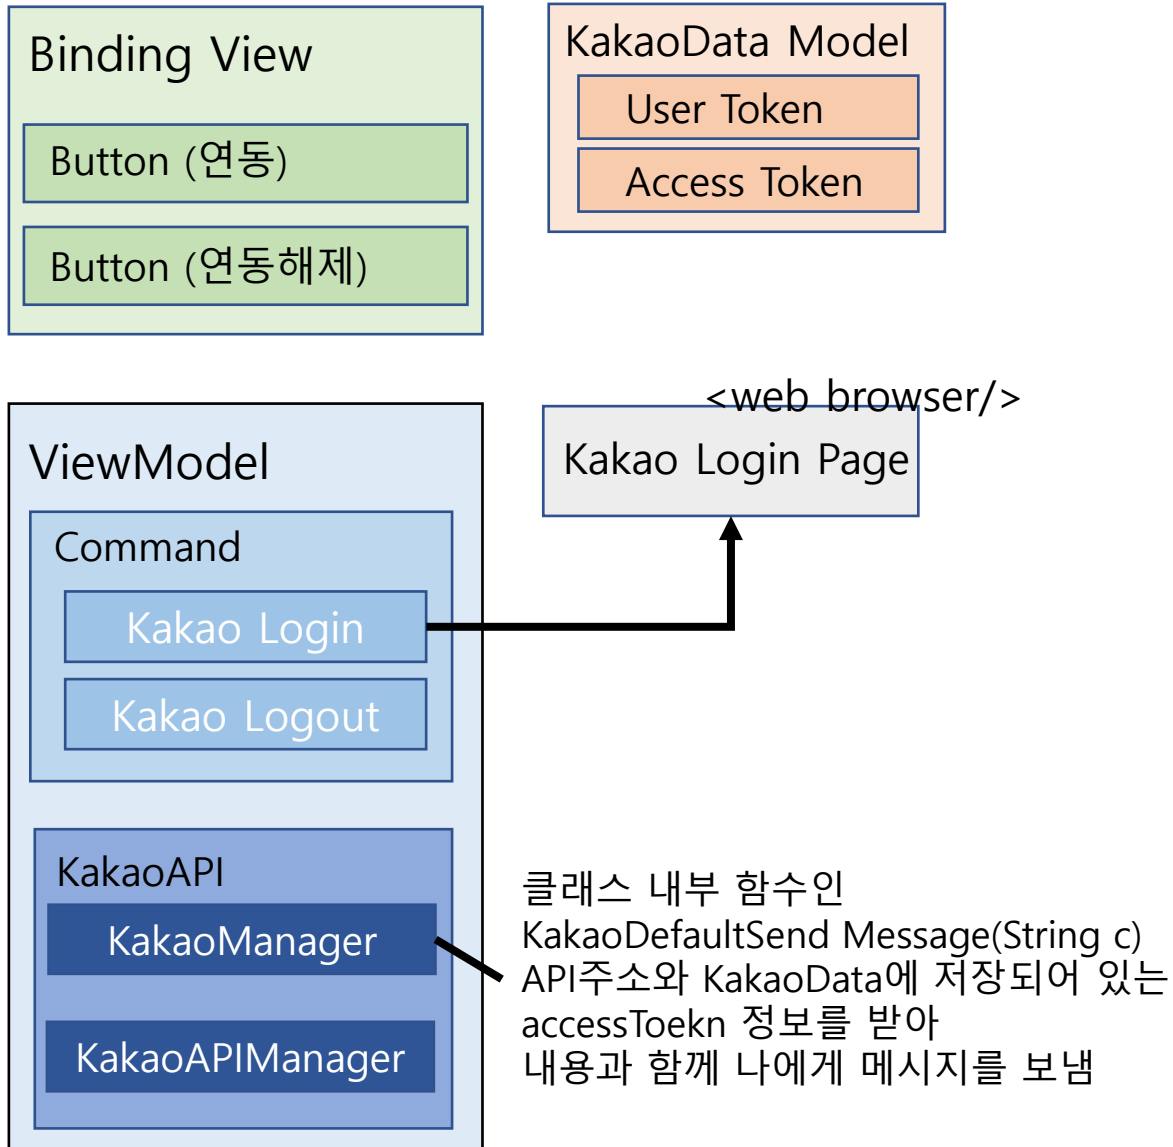 Binding View
Button (연동)
Button (연동해제)
KakaoData Model
User Token
Access Token
<web browser/>
Kakao Login Page
ViewModel
Command
Kakao Login
Kakao Logout
KakaoAPI
KakaoManager
KakaoAPIManager
클래스 내부 함수인
KakaoDefaultSend Message(String c)
API주소와 KakaoData에 저장되어 있는
accessToekn 정보를 받아
내용과 함께 나에게 메시지를 보냄